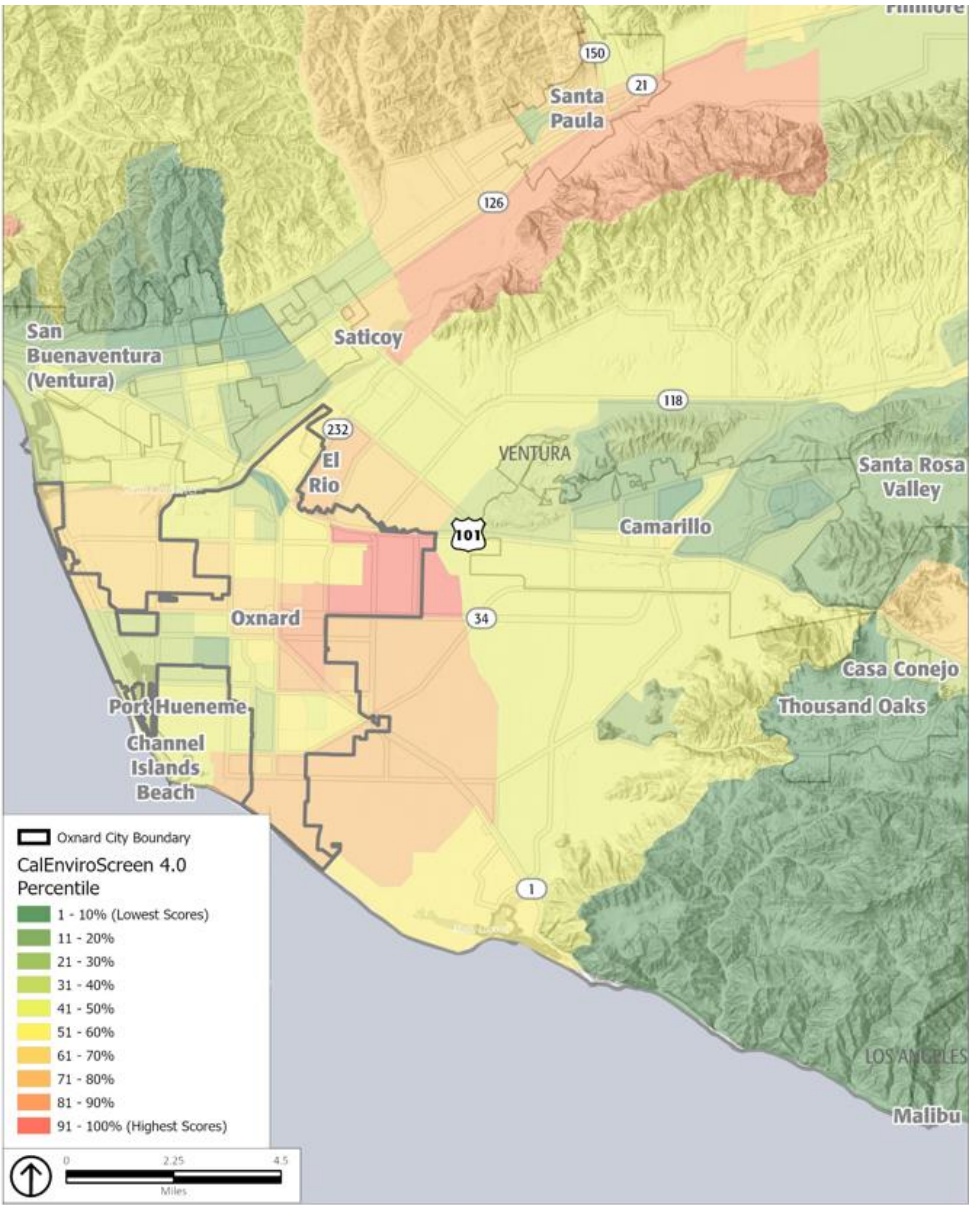 Fillmore
150
21
Santa
Paula
126
San
Buenaventura
(Ventura)
Saticoy
118
232
VENTURA
El
Rio
Santa Rosa
Valley
101
Camarillo
Oxnard
34
Casa Conejo
Port Hueneme
Thousand Oaks
Channel
Islands
Beach
Oxnard City Boundary
CalEnviroScreen 4.0
Percentile
1 - 10% (Lowest Scores)
11 - 20%
21 - 30%
31 - 40%
41 - 50%
51 - 60%
61 - 70%
71 - 80%
81 - 90%
91 - 100% (Highest Scores)
1
LOS ANGELES
Malibu
0 2.25 4.5
Miles